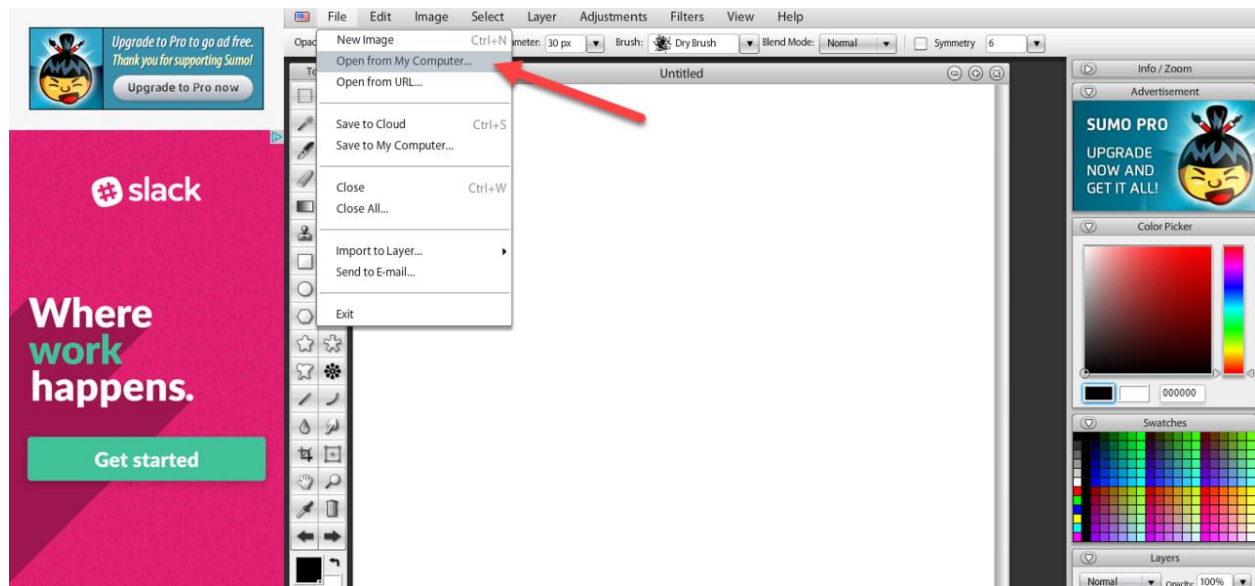 Upgrade to Pro to go ad free.
Thank you for supporting Sumo!
Upgrade to Pro now
slack
Where
work
happens.
Get started
File Edit Image Select Layer Adjustments Filters View Help
30 px Brush: Dry Brush Blend Mode: Normal Symmetry 6
New Image Ctrl+N
Open from My Computer...
Open from URL...
Save to Cloud Ctrl+S
Save to My Computer...
Close Ctrl+W
Close All...
Import to Layer...
Send to E-mail...
Exit
Untitled
Info / Zoom
Advertisement
SUMO PRO
UPGRADE
NOW AND
GET IT ALL!
Color Picker
000000
Swatches
Layers
Normal Opacity: 100%